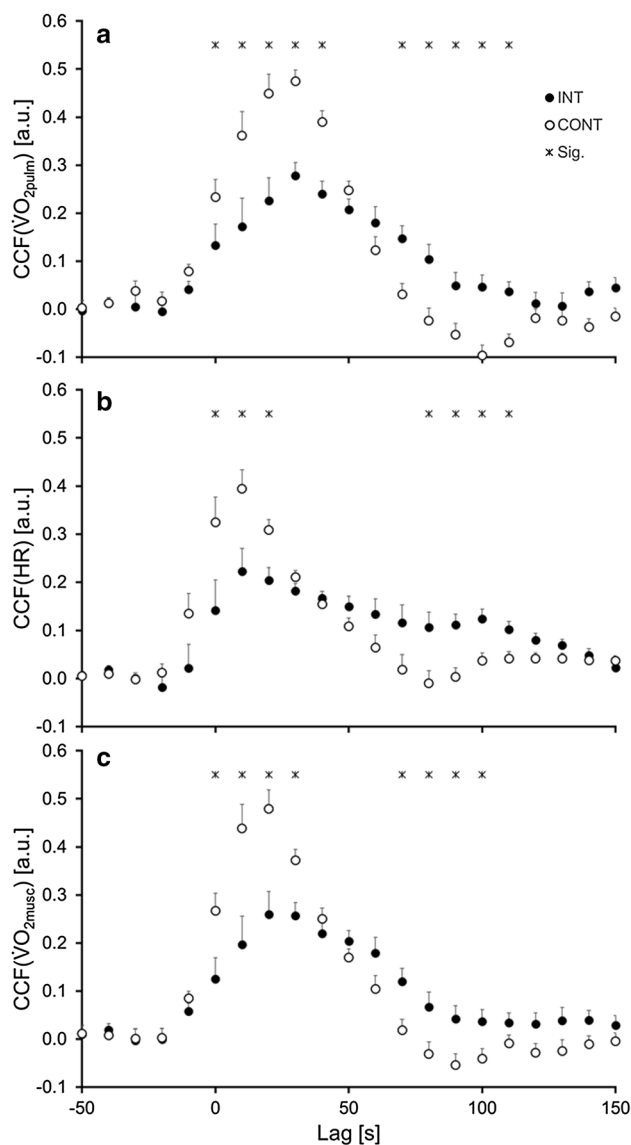 a
0.6
0.5
0.4
0.3
0.2
0.1
0.0
-0.1
CCF(V̇O2pulm) [a.u.]
INT
CONT
Sig.
b
0.6
0.5
0.4
0.3
0.2
0.1
0.0
-0.1
CCF(HR) [a.u.]
c
0.6
0.5
0.4
0.3
0.2
0.1
0.0
-0.1
CCF(V̇O2musc) [a.u.]
-50 0 50 100 150
Lag [s]